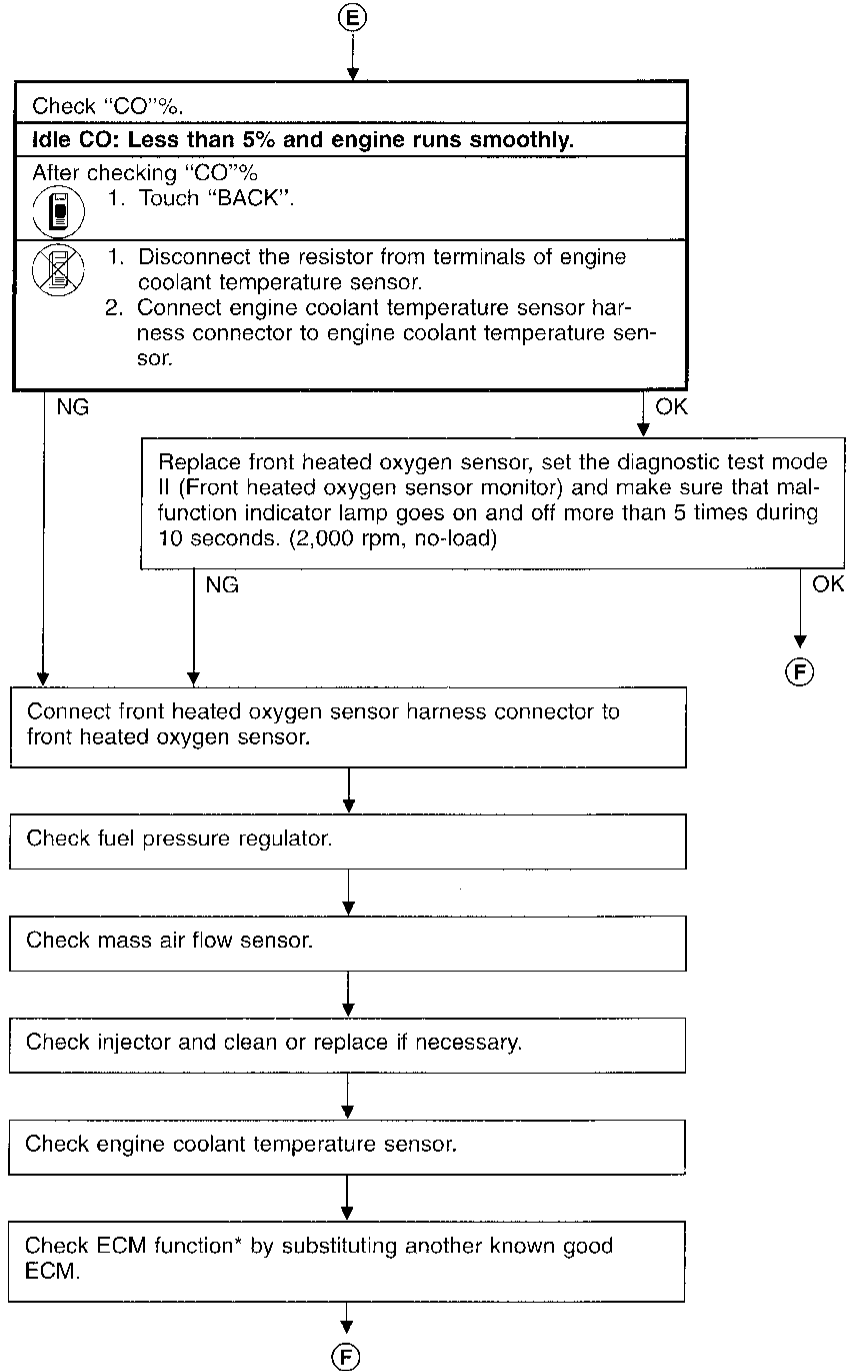 E
Check “CO”%.
Idle CO: Less than 5% and engine runs smoothly.
After checking “CO”%
1. Touch “BACK”.
1. Disconnect the resistor from terminals of engine
coolant temperature sensor.
2. Connect engine coolant temperature sensor har-
ness connector to engine coolant temperature sen-
sor.
NG
OK
Replace front heated oxygen sensor, set the diagnostic test mode
II (Front heated oxygen sensor monitor) and make sure that mal-
function indicator lamp goes on and off more than 5 times during
10 seconds. (2,000 rpm, no-load)
NG
OK
F
Connect front heated oxygen sensor harness connector to
front heated oxygen sensor.
Check fuel pressure regulator.
Check mass air flow sensor.
Check injector and clean or replace if necessary.
Check engine coolant temperature sensor.
Check ECM function* by substituting another known good
ECM.
F